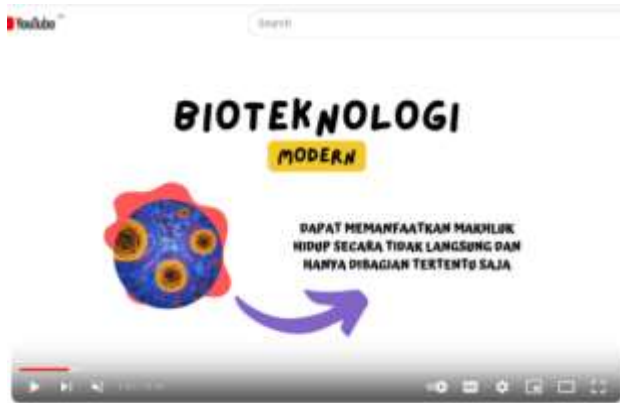 YouTube
Search
BIOTEKNOLOGI
MODERN
DAPAT MEMANFAATKAN MAKHLUK
HIDUP SECARA TIDAK LANGSUNG DAN
HANYA DIBAGIAN TERTENTU SAJA